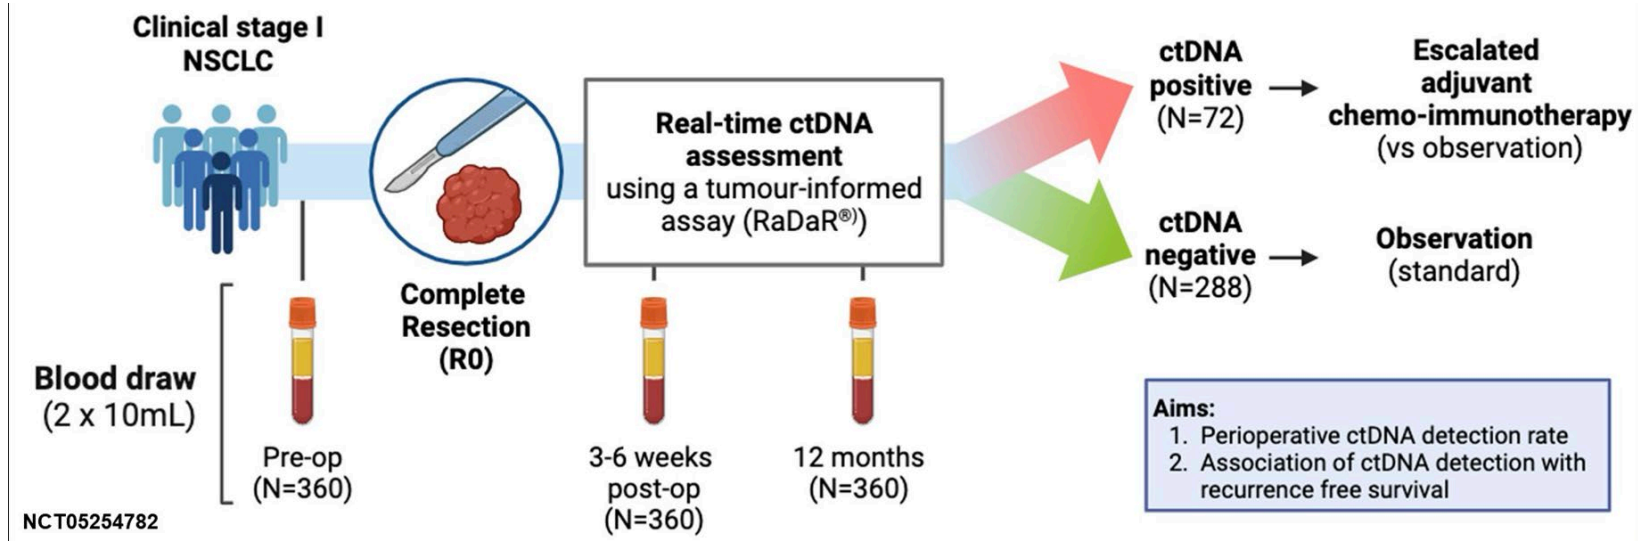 Clinical stage I
NSCLC
Blood draw
(2 x 10mL)
Pre-op
(N=360)
Complete
Resection
(R0)
Real-time ctDNA
assessment
using a tumour-informed
assay (RaDaR®))
3-6 weeks
post-op
(N=360)
12 months
(N=360)
ctDNA
positive
(N=72)
Escalated
adjuvant
chemo-immunotherapy
(vs observation)
ctDNA
negative
(N=288)
Observation
(standard)
Aims:
1. Perioperative ctDNA detection rate
2. Association of ctDNA detection with
recurrence free survival
NCT05254782